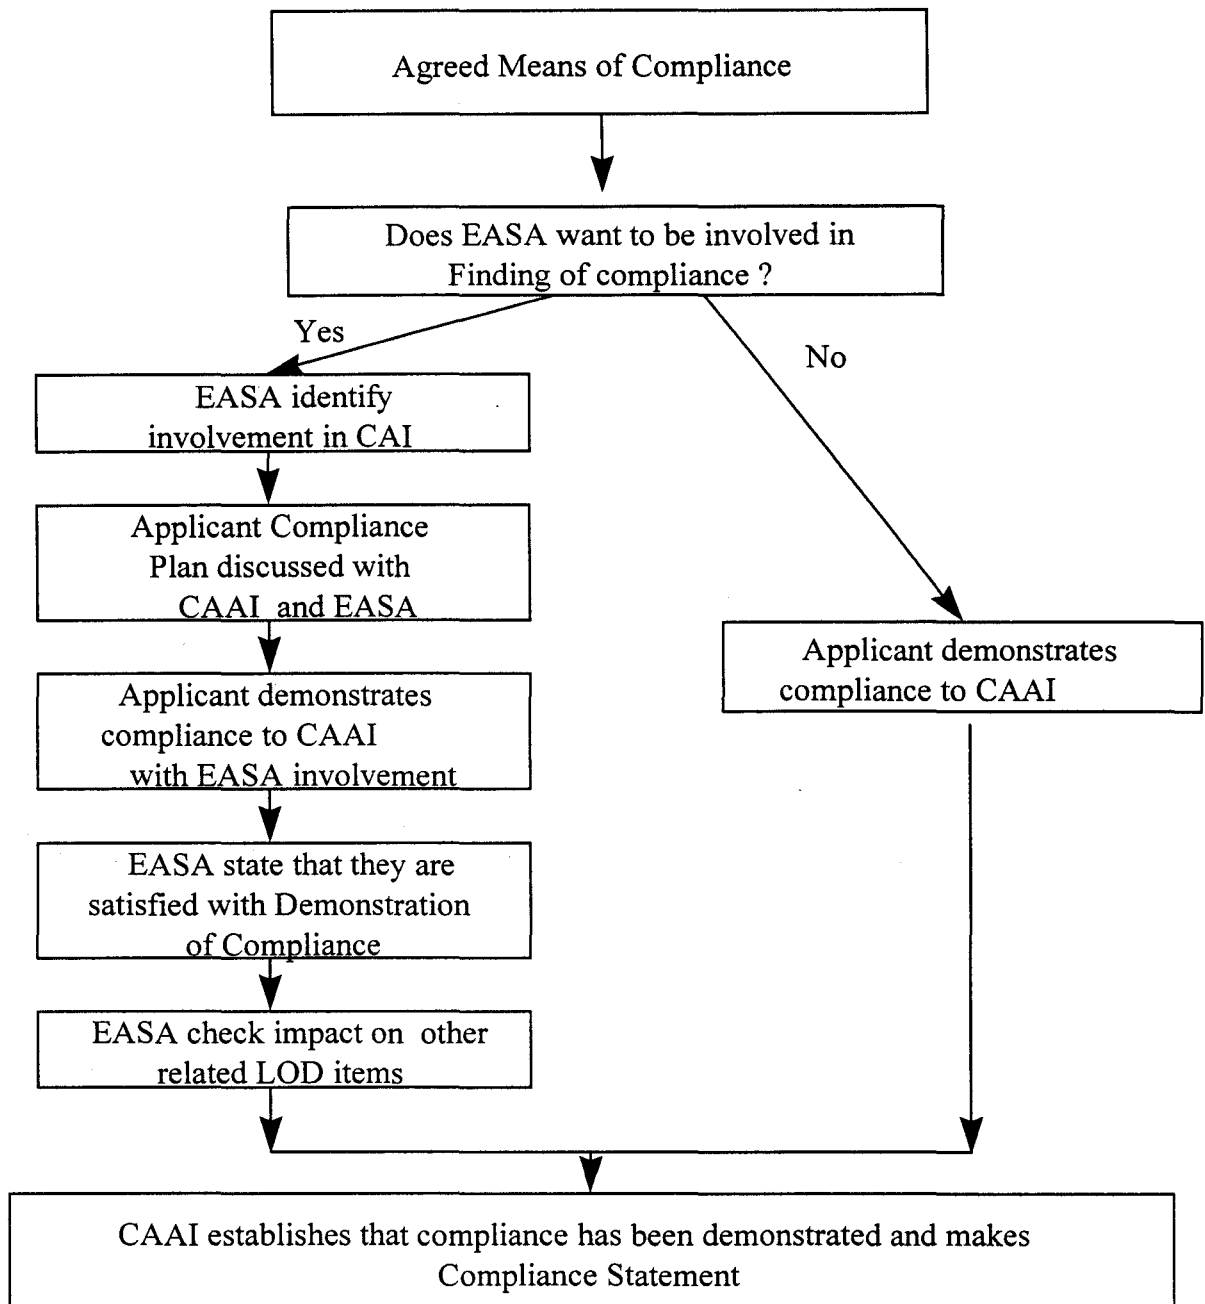 Agreed Means of Compliance
Does EASA want to be involved in
Finding of compliance ?
Yes
No
EASA identify
involvement in CAI
Applicant Compliance
Plan discussed with
CAAI and EASA
Applicant demonstrates
compliance to CAAI
with EASA involvement
EASA state that they are
satisfied with Demonstration
of Compliance
EASA check impact on other
related LOD items
Applicant demonstrates
compliance to CAAI
CAAI establishes that compliance has been demonstrated and makes
Compliance Statement